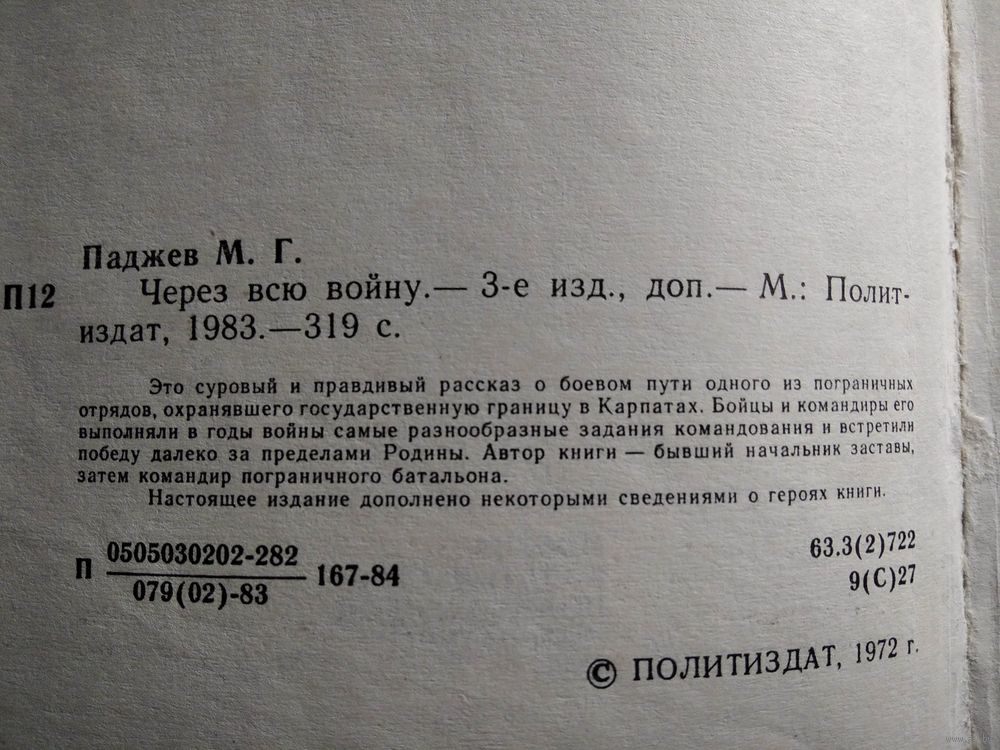 Паджев М. Г.
П12 Через всю войну.— 3-е изд., доп.— М.: Полит-
издат, 1983.—319 с.
Это суровый и правдивый рассказ о боевом пути одного из пограничных
отрядов, охранявшего государственную границу в Карпатах. Бойцы и командиры его
выполняли в годы войны самые разнообразные задания командования и встретили
победу далеко за пределами Родины. Автор книги — бывший начальник заставы,
затем командир пограничного батальона.
Настоящее издание дополнено некоторыми сведениями о героях книги.
0505030202-282
П 167-84
079(02)-83
63.3(2)722
9(С)27
© ПОЛИТИЗДАТ, 1972 г.